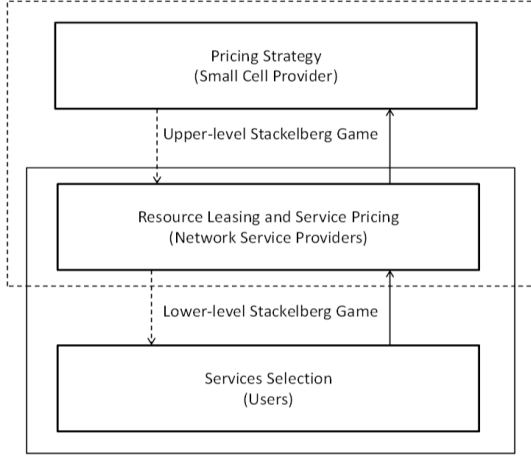 Pricing Strategy
(Small Cell Provider)
Upper-level Stackelberg Game
Resource Leasing and Service Pricing
(Network Service Providers)
Lower-level Stackelberg Game
Services Selection
(Users)